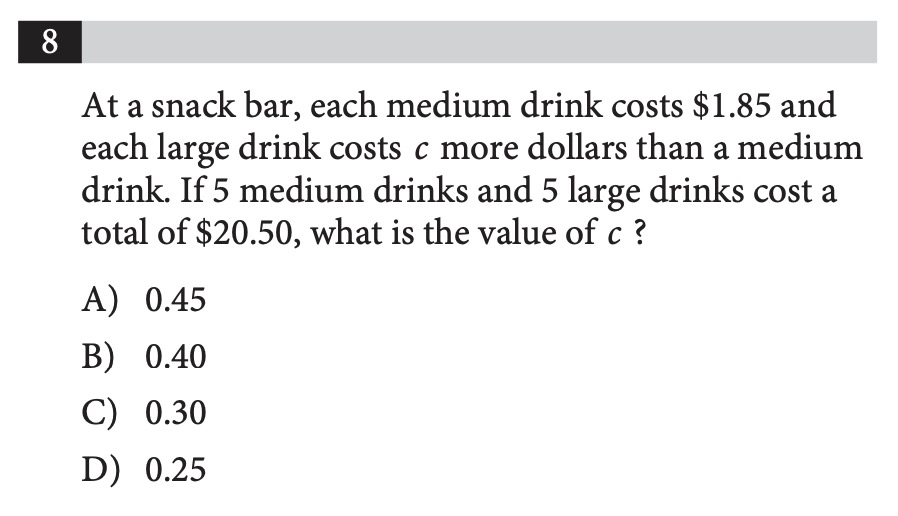 8
At a snack bar, each medium drink costs $1.85 and
each large drink costs c more dollars than a medium
drink. If 5 medium drinks and 5 large drinks cost a
total of $20.50, what is the value of c ?
A) 0.45
B) 0.40
C) 0.30
D) 0.25